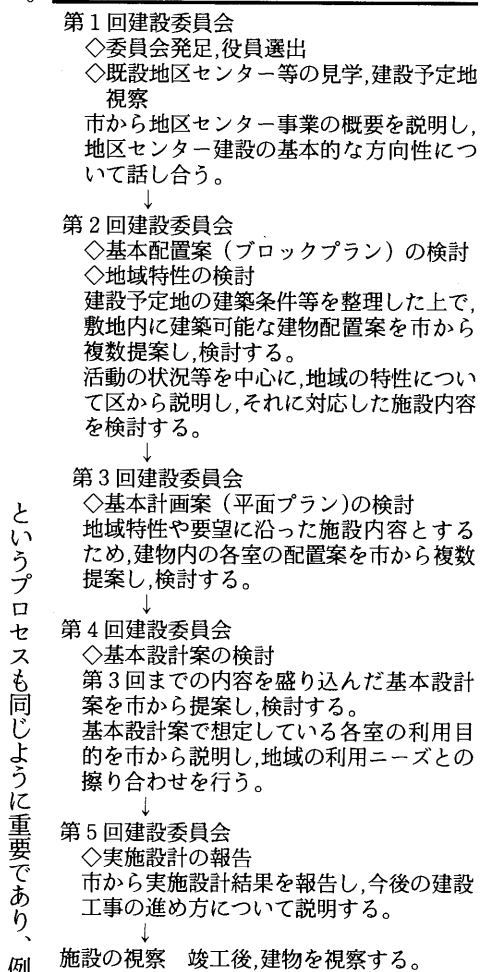 第1回建設委員会
◇委員会発足,役員選出
◇既設地区センター等の見学,建設予定地
視察
市から地区センター事業の概要を説明し,
地区センター建設の基本的な方向性につ
いて話し合う。
↓
第2回建設委員会
◇基本配置案（ブロックプラン）の検討
◇地域特性の検討
建設予定地の建築条件等を整理した上で,
敷地内に建築可能な建物配置案を市から
複数提案し,検討する。
活動の状況等を中心に,地域の特性につい
て区から説明し,それに対応した施設内容
を検討する。
↓
第3回建設委員会
◇基本計画案（平面プラン)の検討
地域特性や要望に沿った施設内容とする
ため,建物内の各室の配置案を市から複数
提案し,検討する。
↓
第4回建設委員会
◇基本設計案の検討
第3回までの内容を盛り込んだ基本設計
案を市から提案し,検討する。
基本設計案で想定している各室の利用目
的を市から説明し,地域の利用ニーズとの
擦り合わせを行う。
↓
第5回建設委員会
◇実施設計の報告
市から実施設計結果を報告し,今後の建設
工事の進め方について説明する。
↓
施設の視察　竣工後,建物を視察する。
というプロセスも同じように重要であり、例